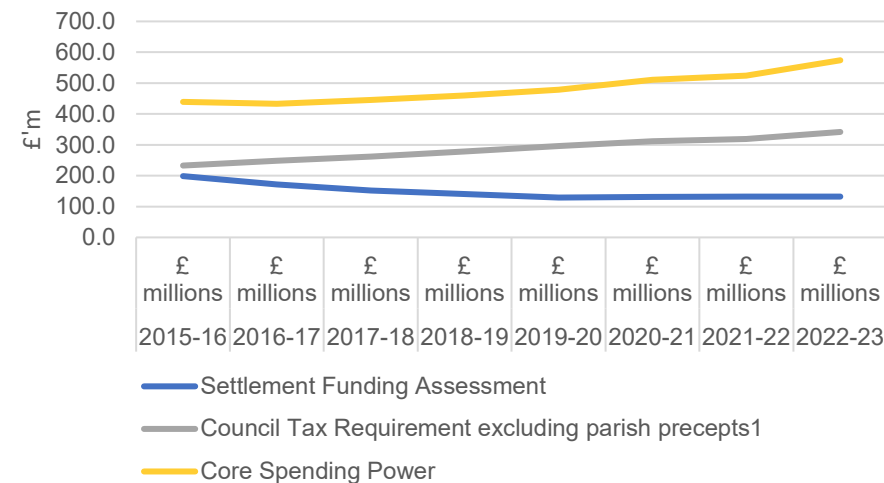 700.0
600.0
500.0
400.0
300.0
200.0
100.0
0.0
£'m
£ £ £ £ £ £ £ £
millions millions millions millions millions millions millions millions
2015-16 2016-17 2017-18 2018-19 2019-20 2020-21 2021-22 2022-23
Settlement Funding Assessment
Council Tax Requirement excluding parish precepts1
Core Spending Power